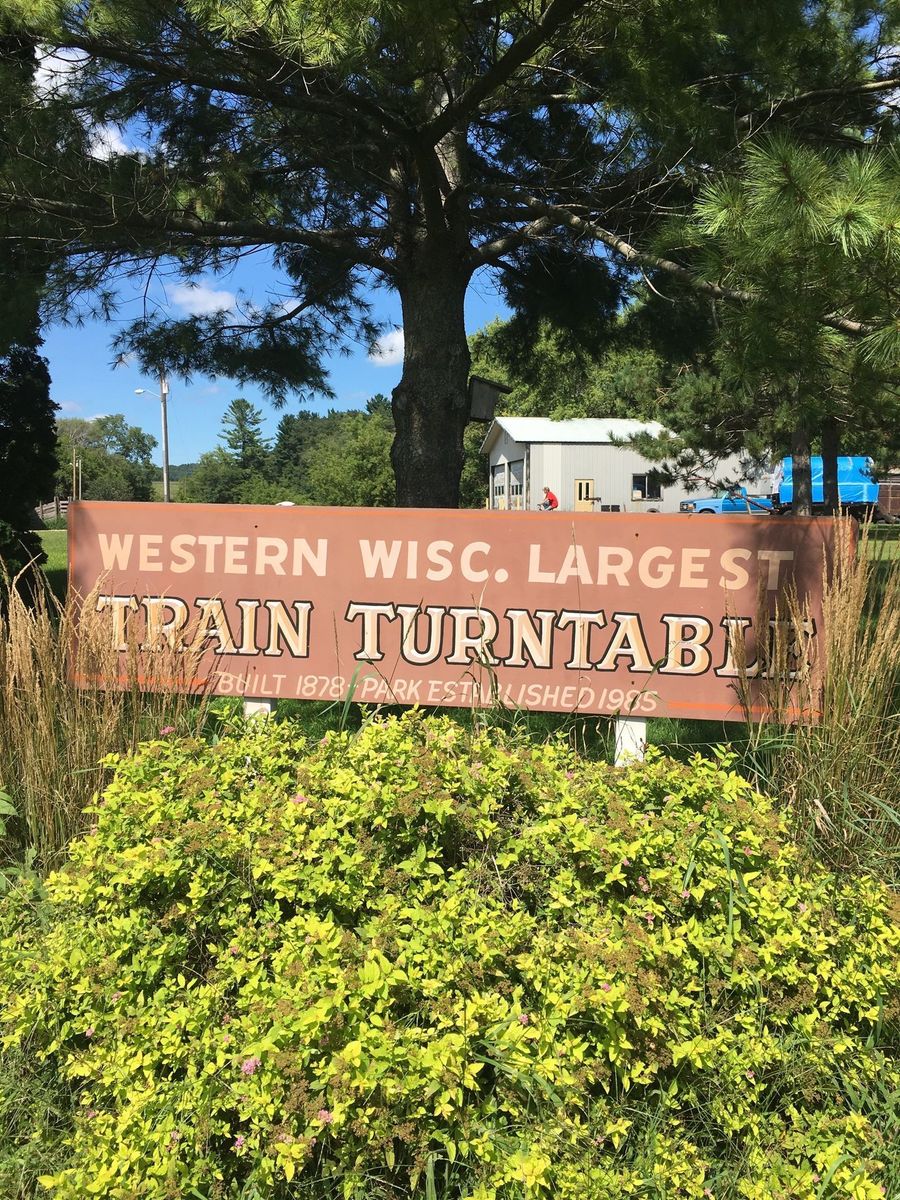 WESTERN WISC. LARGEST
TRAIN TURNTABLE
BUILT 1878 - PARK ESTABLISHED 1985